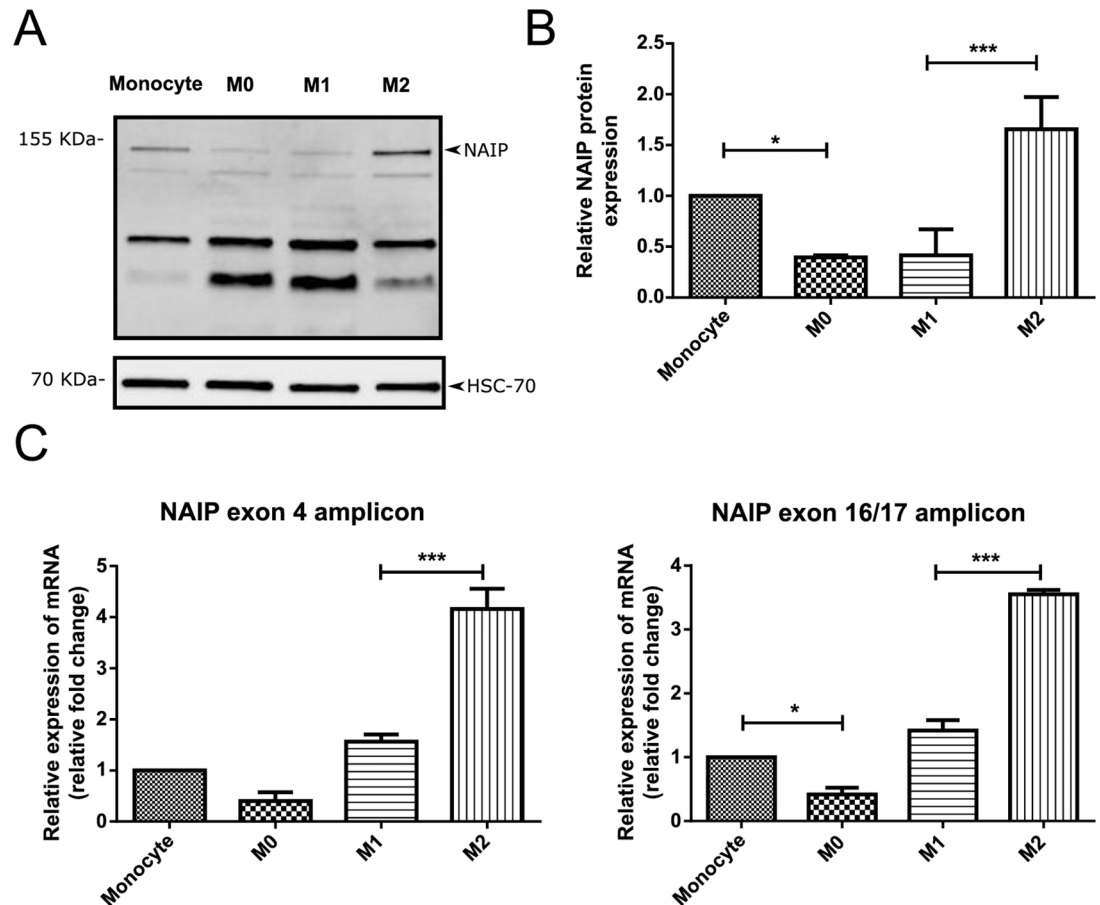 A
Monocyte M0 M1 M2
155 KDa-
NAIP
70 KDa-
HSC-70
B
Relative NAIP protein
expression
2.5
2.0
1.5
1.0
0.5
0.0
*
***
Monocyte
M0
M1
M2
C
NAIP exon 4 amplicon
Relative expression of mRNA
(relative fold change)
5
4
3
2
1
0
***
Monocyte
M0
M1
M2
NAIP exon 16/17 amplicon
Relative expression of mRNA
(relative fold change)
4
3
2
1
0
*
***
Monocyte
M0
M1
M2